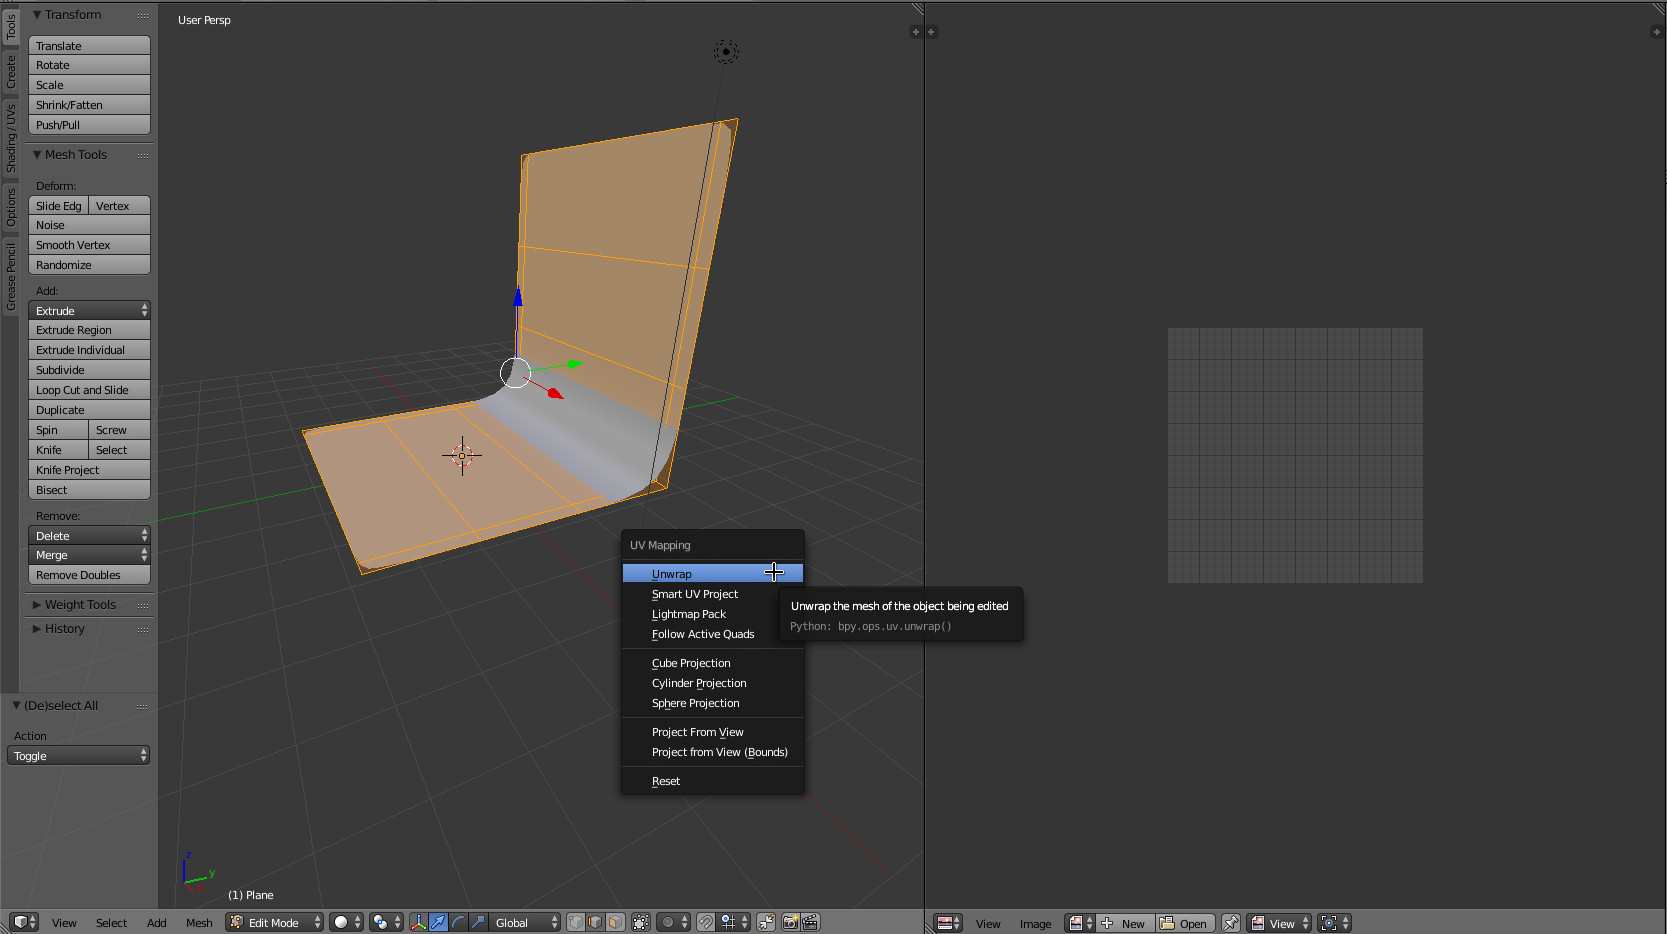 Tools
Create
Shading / UVs
Options
Grease Pencil
Transform
Translate
Rotate
Scale
Shrink/Fatten
Push/Pull
Mesh Tools
Deform:
Slide Edg Vertex
Noise
Smooth Vertex
Randomize
Add:
Extrude
Extrude Region
Extrude Individual
Subdivide
Loop Cut and Slide
Duplicate
Spin Screw
Knife Select
Knife Project
Bisect
Remove:
Delete
Merge
Remove Doubles
Weight Tools
History
(De)select All
Action
Toggle
User Persp
UV Mapping
Unwrap
Smart UV Project
Lightmap Pack
Follow Active Quads
Cube Projection
Cylinder Projection
Sphere Projection
Project From View
Project from View (Bounds)
Reset
Unwrap the mesh of the object being edited
Python: bpy.ops.uv.unwrap()
z
y
x
(1) Plane
View Select Add Mesh Edit Mode Global
View Image New Open View